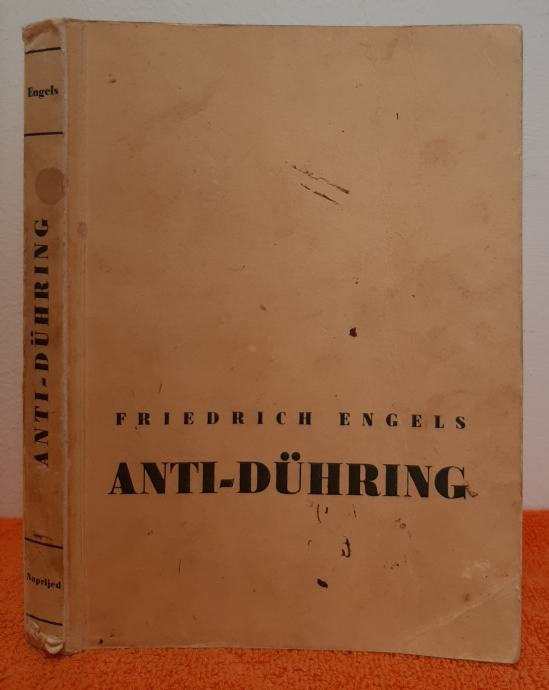 Engels
ANTI-DÜHRING
Naprijed
FRIEDRICH ENGELS
ANTI-DÜHRING